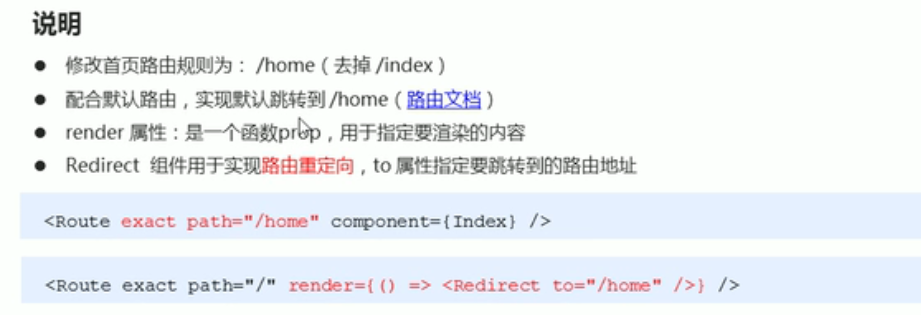 说明
修改首页路由规则为：/home（去掉 /index）
配合默认路由，实现默认跳转到 /home（路由文档）
render 属性：是一个函数prop，用于指定要渲染的内容
Redirect 组件用于实现路由重定向，to 属性指定要跳转到的路由地址
<Route exact path="/home" component={Index} />
<Route exact path="/" render={() => <Redirect to="/home" />} />